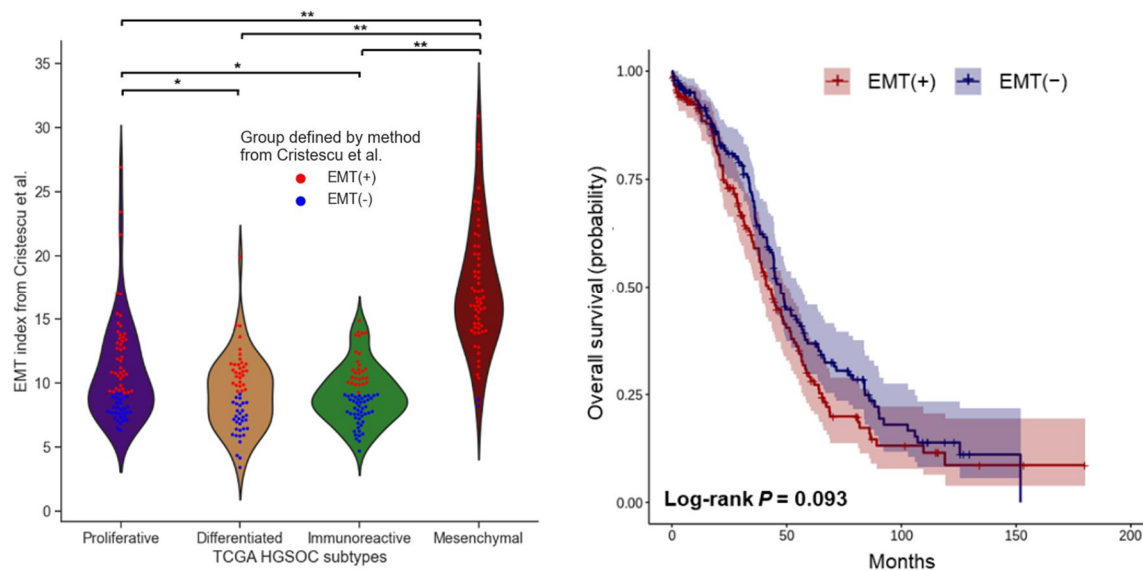 **
**
**
*
*
35
30
25
20
15
10
5
0
EMT index from Cristescu et al.
Group defined by method
from Cristescu et al.
EMT(+)
EMT(-)
Proliferative Differentiated Immunoreactive Mesenchymal
TCGA HGSOC subtypes
EMT(+) EMT(−)
1.00
0.75
0.50
0.25
0.00
Overall survival (probability)
Log-rank P = 0.093
0 50 100 150 200
Months